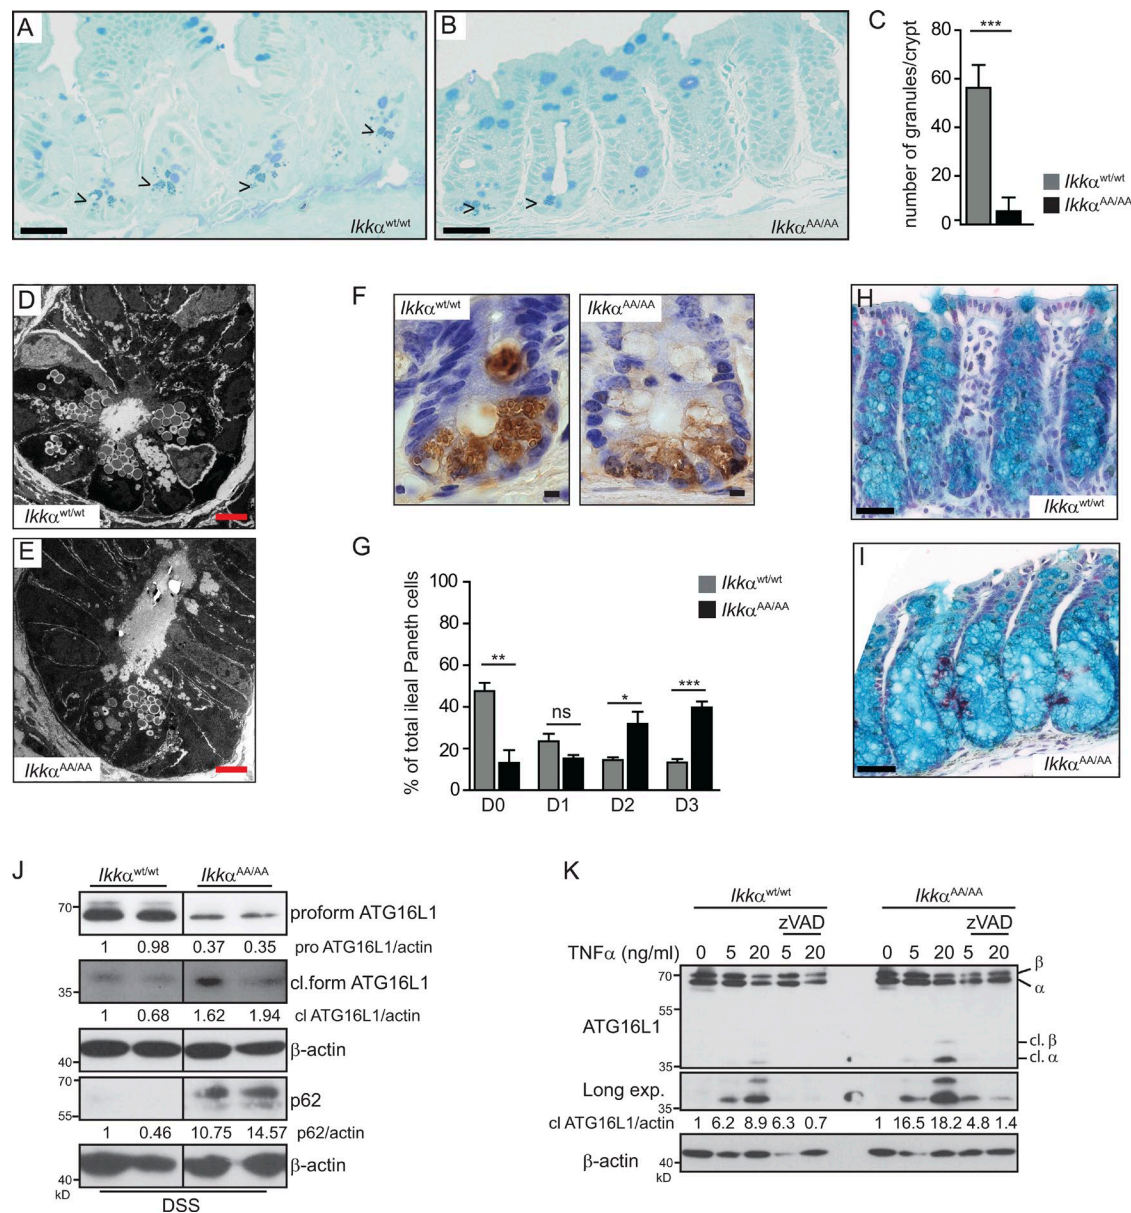 A
>
>
>
>
Ikkα wt/wt
B
>
>
Ikkα AA/AA
C
number of granules/crypt
80
60
40
20
0
***
Ikkα wt/wt
Ikkα AA/AA
D
Ikkα wt/wt
E
Ikkα AA/AA
F
Ikkα wt/wt
Ikkα AA/AA
G
% of total ileal Paneth cells
100
80
60
40
20
0
Ikkα wt/wt
Ikkα AA/AA
**
ns
*
***
D0 D1 D2 D3
H
Ikkα wt/wt
I
Ikkα AA/AA
J
Ikkα wt/wt Ikkα AA/AA
70
proform ATG16L1
1 0.98 0.37 0.35 pro ATG16L1/actin
35
cl.form ATG16L1
1 0.68 1.62 1.94 cl ATG16L1/actin
β-actin
40
70
p62
55
1 0.46 10.75 14.57 p62/actin
β-actin
40
kD
DSS
K
Ikkα wt/wt Ikkα AA/AA
zVAD zVAD
TNFα (ng/ml) 0 5 20 5 20 0 5 20 5 20
70
β
α
55
ATG16L1
cl. β
cl. α
35
Long exp.
35
cl ATG16L1/actin 1 6.2 8.9 6.3 0.7 1 16.5 18.2 4.8 1.4
β-actin
40
kD